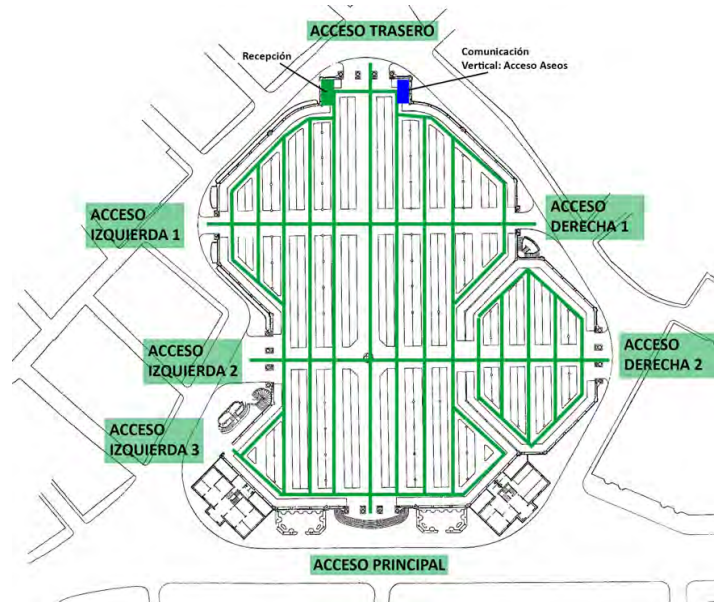 ACCESO TRASERO
Recepción
Comunicación
Vertical: Acceso Aseos
ACCESO
IZQUIERDA 1
ACCESO
DERECHA 1
ACCESO
IZQUIERDA 2
ACCESO
DERECHA 2
ACCESO
IZQUIERDA 3
ACCESO PRINCIPAL